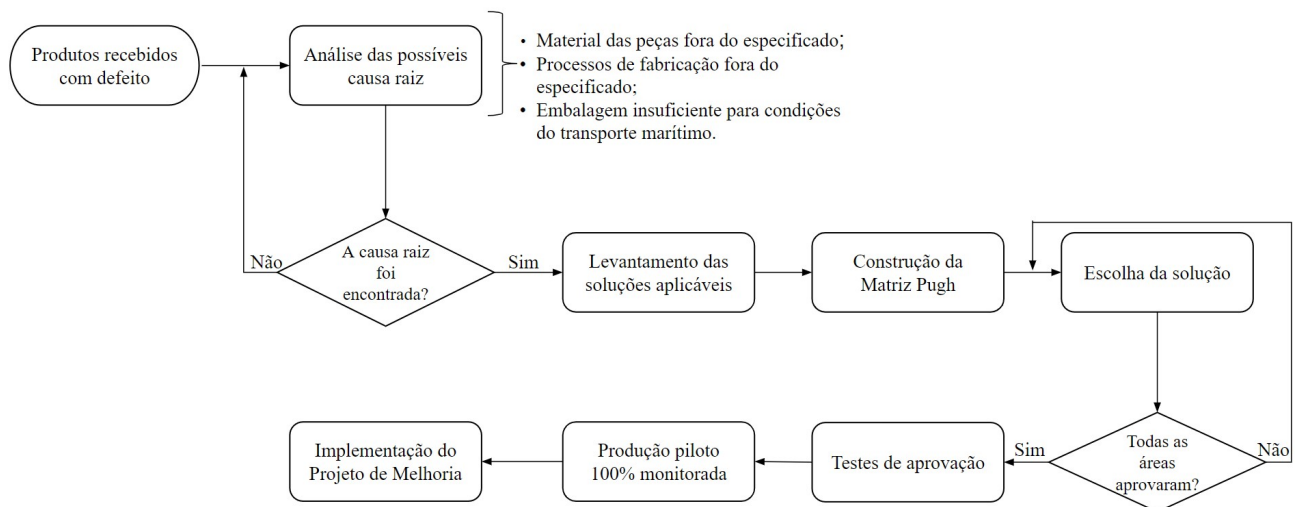 Produtos recebidos
com defeito
Análise das possíveis
causa raiz
• Material das peças fora do especificado;
• Processos de fabricação fora do
especificado;
• Embalagem insuficiente para condições
do transporte marítimo.
A causa raiz
foi
encontrada?
Não
Sim
Levantamento das
soluções aplicáveis
Construção da
Matriz Pugh
Escolha da solução
Todas as
áreas
aprovaram?
Não
Sim
Testes de aprovação
Produção piloto
100% monitorada
Implementação do
Projeto de Melhoria